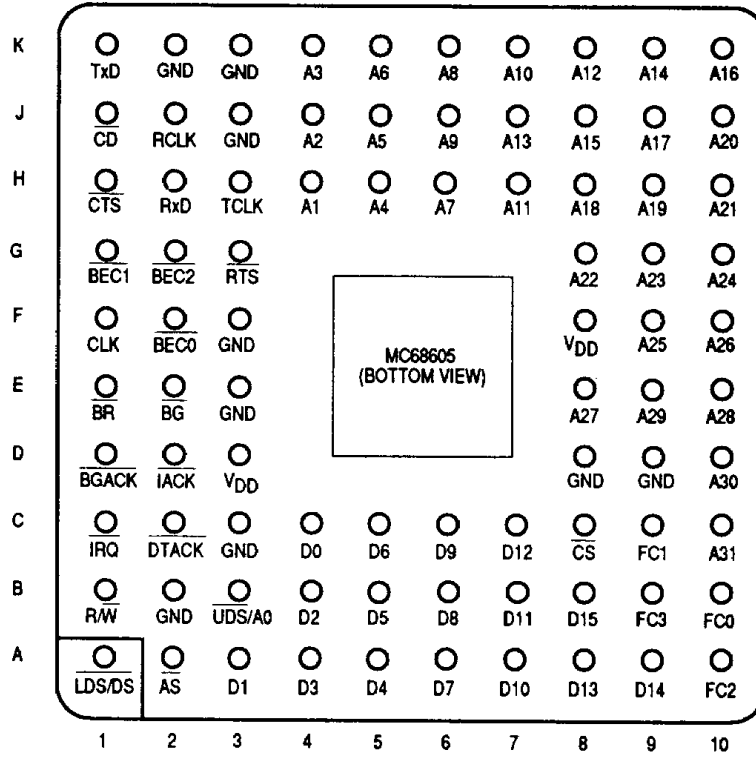 K TxD GND GND A3 A6 A8 A10 A12 A14 A16
J CD RCLK GND A2 A5 A9 A13 A15 A17 A20
H CTS RxD TCLK A1 A4 A7 A11 A18 A19 A21
G BEC1 BEC2 RTS A22 A23 A24
F CLK BEC0 GND VDD A25 A26
MC68605
(BOTTOM VIEW)
E BR BG GND A27 A29 A28
D BGACK IACK VDD GND GND A30
C IRQ DTACK GND D0 D6 D9 D12 CS FC1 A31
B R/W GND UDS/A0 D2 D5 D8 D11 D15 FC3 FC0
A LDS/DS AS D1 D3 D4 D7 D10 D13 D14 FC2
1 2 3 4 5 6 7 8 9 10